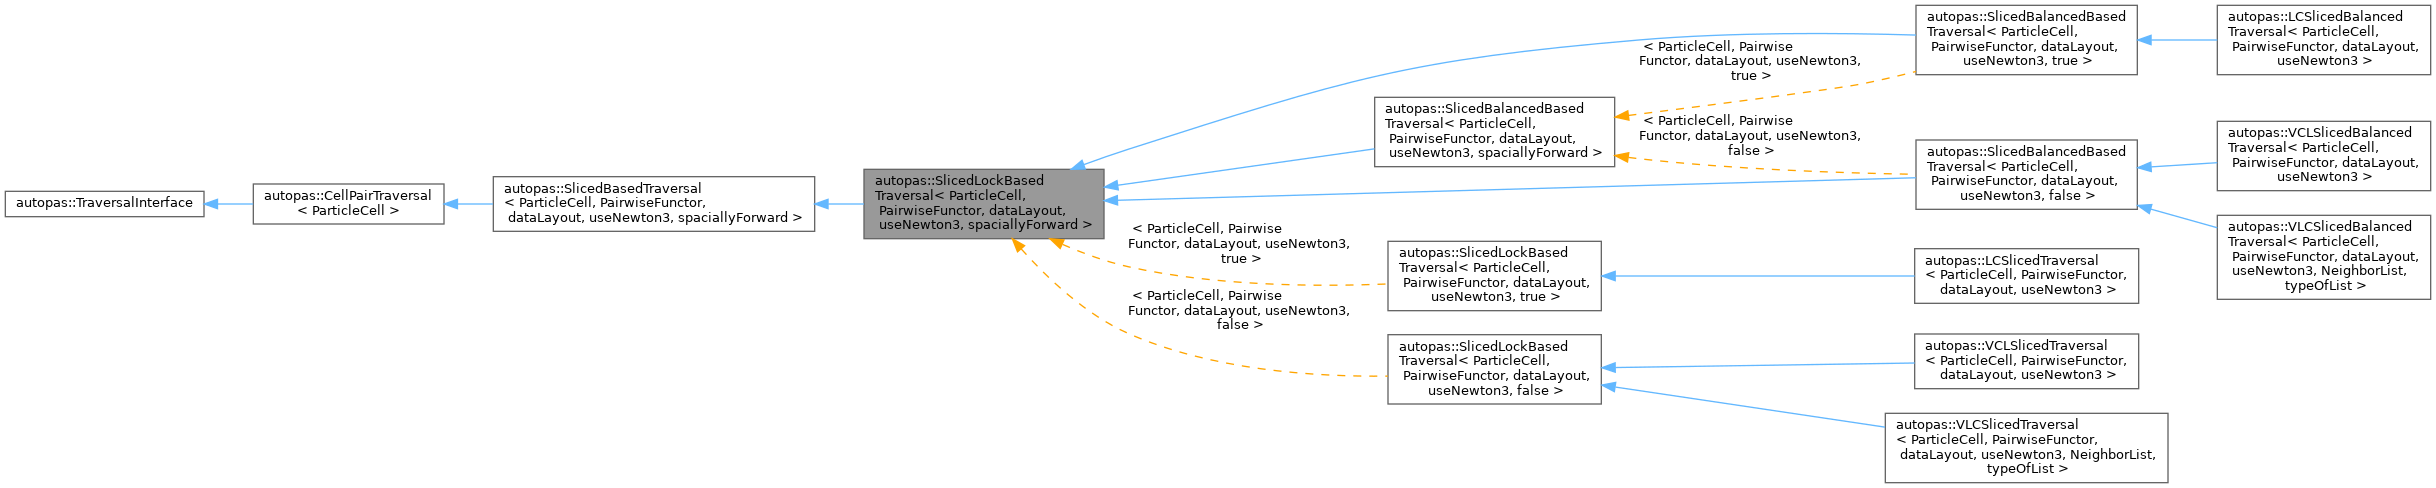 autopas::TraversalInterface
autopas::CellPairTraversal
< ParticleCell >
autopas::SlicedBasedTraversal
< ParticleCell, PairwiseFunctor,
dataLayout, useNewton3, spaciallyForward >
autopas::SlicedLockBased
Traversal< ParticleCell,
PairwiseFunctor, dataLayout,
useNewton3, spaciallyForward >
< ParticleCell, Pairwise
Functor, dataLayout, useNewton3,
true >
< ParticleCell, Pairwise
Functor, dataLayout, useNewton3,
false >
autopas::SlicedBalancedBased
Traversal< ParticleCell,
PairwiseFunctor, dataLayout,
useNewton3, spaciallyForward >
autopas::SlicedLockBased
Traversal< ParticleCell,
PairwiseFunctor, dataLayout,
useNewton3, true >
autopas::SlicedLockBased
Traversal< ParticleCell,
PairwiseFunctor, dataLayout,
useNewton3, false >
< ParticleCell, Pairwise
Functor, dataLayout, useNewton3,
true >
< ParticleCell, Pairwise
Functor, dataLayout, useNewton3,
false >
autopas::SlicedBalancedBased
Traversal< ParticleCell,
PairwiseFunctor, dataLayout,
useNewton3, true >
autopas::SlicedBalancedBased
Traversal< ParticleCell,
PairwiseFunctor, dataLayout,
useNewton3, false >
autopas::LCSlicedTraversal
< ParticleCell, PairwiseFunctor,
dataLayout, useNewton3 >
autopas::VCLSlicedTraversal
< ParticleCell, PairwiseFunctor,
dataLayout, useNewton3 >
autopas::VLCSlicedTraversal
< ParticleCell, PairwiseFunctor,
dataLayout, useNewton3, NeighborList,
typeOfList >
autopas::LCSlicedBalanced
Traversal< ParticleCell,
PairwiseFunctor, dataLayout,
useNewton3 >
autopas::VCLSlicedBalanced
Traversal< ParticleCell,
PairwiseFunctor, dataLayout,
useNewton3 >
autopas::VLCSlicedBalanced
Traversal< ParticleCell,
PairwiseFunctor, dataLayout,
useNewton3, NeighborList,
typeOfList >